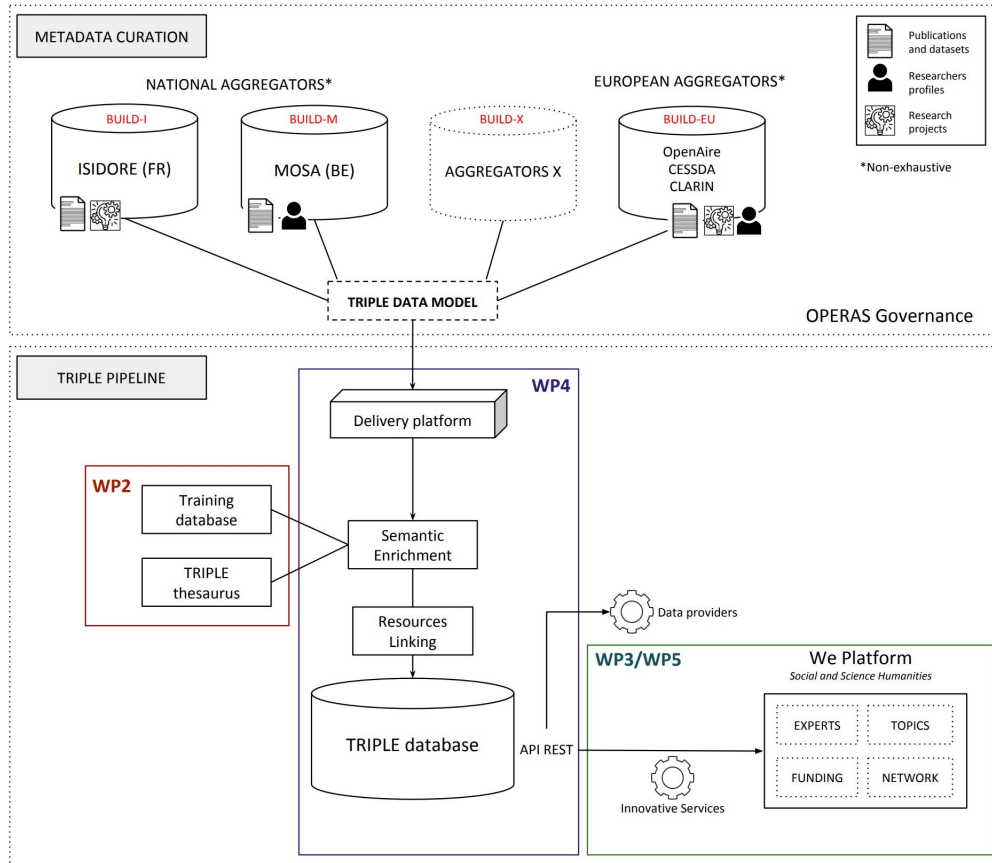 METADATA CURATION
Publications
and datasets
Researchers
profiles
Research
projects
*Non-exhaustive
NATIONAL AGGREGATORS*
EUROPEAN AGGREGATORS*
BUILD-I
ISIDORE (FR)
BUILD-M
MOSA (BE)
BUILD-X
AGGREGATORS X
BUILD-EU
OpenAire
CESSDA
CLARIN
TRIPLE DATA MODEL
OPERAS Governance
TRIPLE PIPELINE
WP4
Delivery platform
WP2
Training
database
TRIPLE
thesaurus
Semantic
Enrichment
Resources
Linking
TRIPLE database
API REST
Data providers
WP3/WP5
We Platform
Social and Science Humanities
EXPERTS
TOPICS
FUNDING
NETWORK
Innovative Services